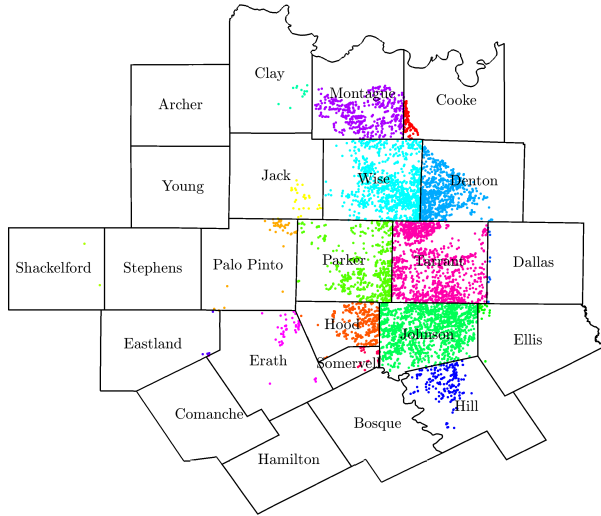 Clay
Montague
Archer
Cooke
Jack
Young
Wise
Denton
Shackelford
Stephens
Palo Pinto
Parker
Tarrant
Dallas
Hood
Eastland
Johnson
Ellis
Erath
Somervell
Hill
Comanche
Bosque
Hamilton